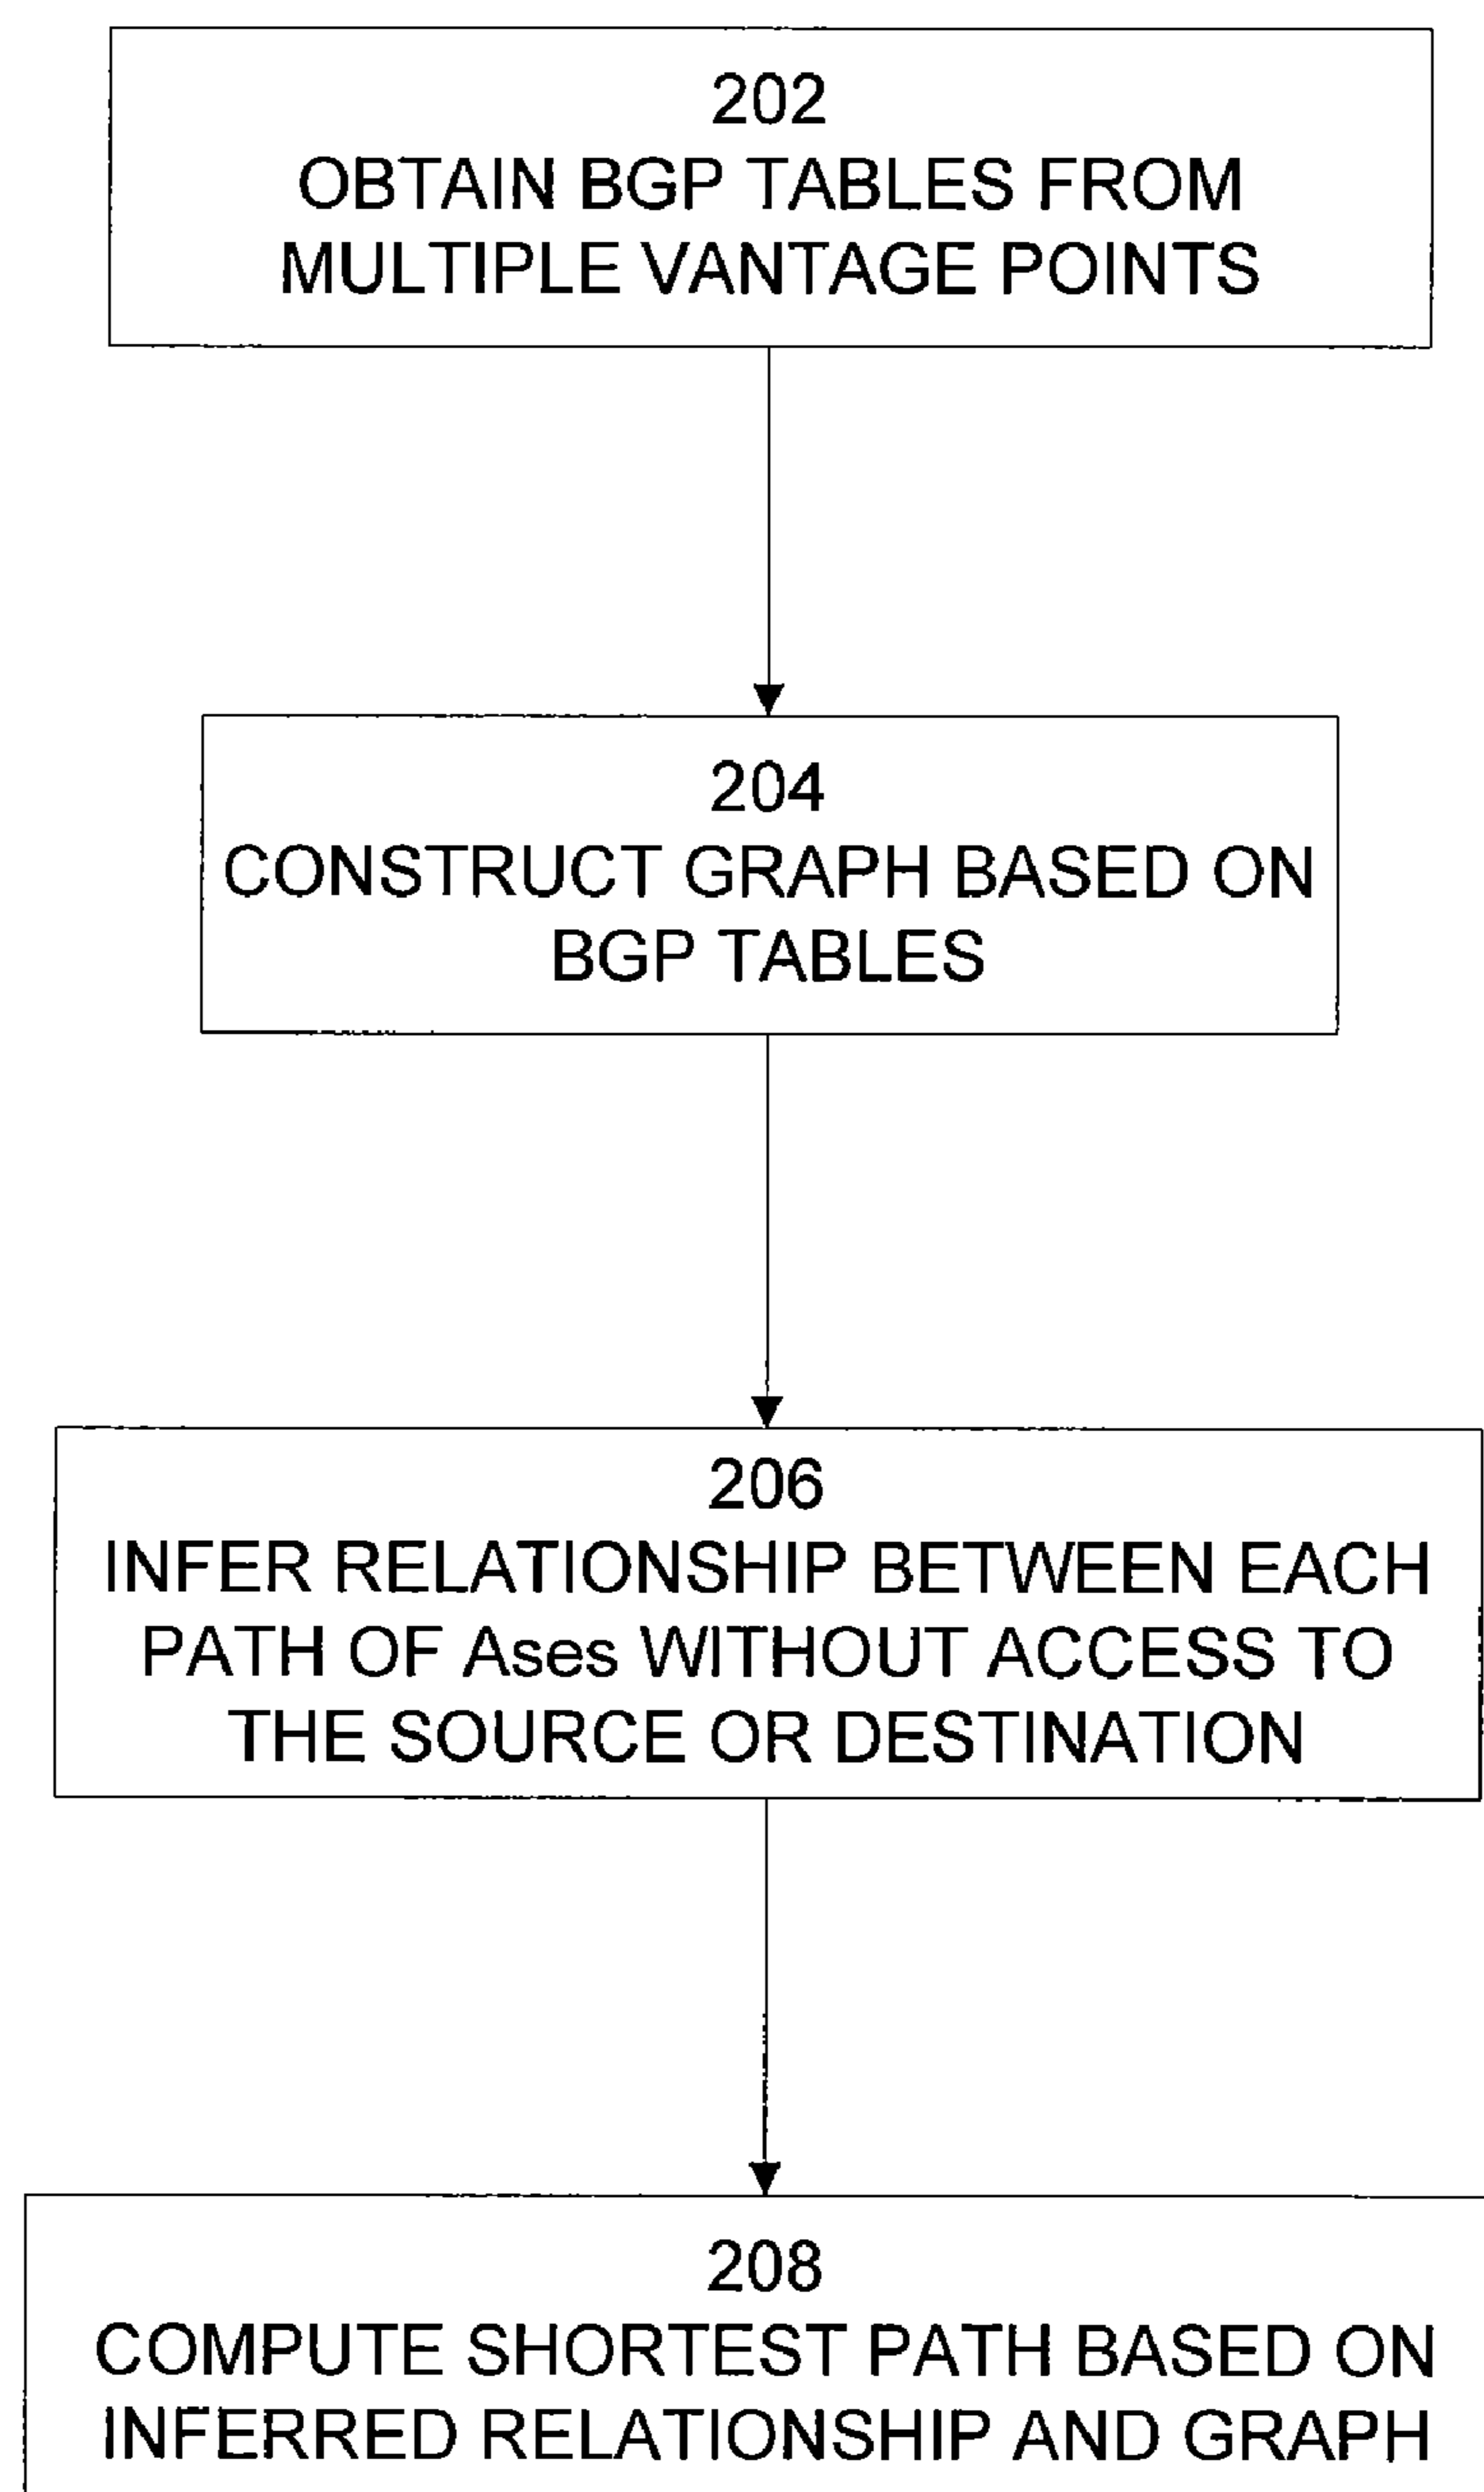 202
OBTAIN BGP TABLES FROM
MULTIPLE VANTAGE POINTS
204
CONSTRUCT GRAPH BASED ON
BGP TABLES
206
INFER RELATIONSHIP BETWEEN EACH
PATH OF Ases WITHOUT ACCESS TO
THE SOURCE OR DESTINATION
208
COMPUTE SHORTEST PATH BASED ON
INFERRED RELATIONSHIP AND GRAPH